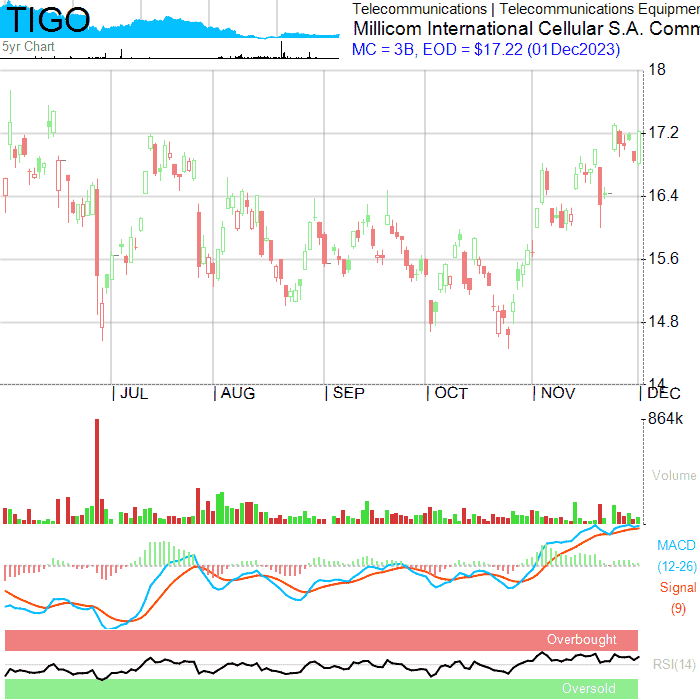 TIGO
5yr Chart
Telecommunications | Telecommunications Equipmen
Millicom International Cellular S.A. Comm
MC = 3B, EOD = $17.22 (01Dec2023)
18
17.2
16.4
15.6
14.8
14
JUL
AUG
SEP
OCT
NOV
DEC
864k
Volume
MACD
(12-26)
Signal
(9)
Overbought
RSI(14)
Oversold